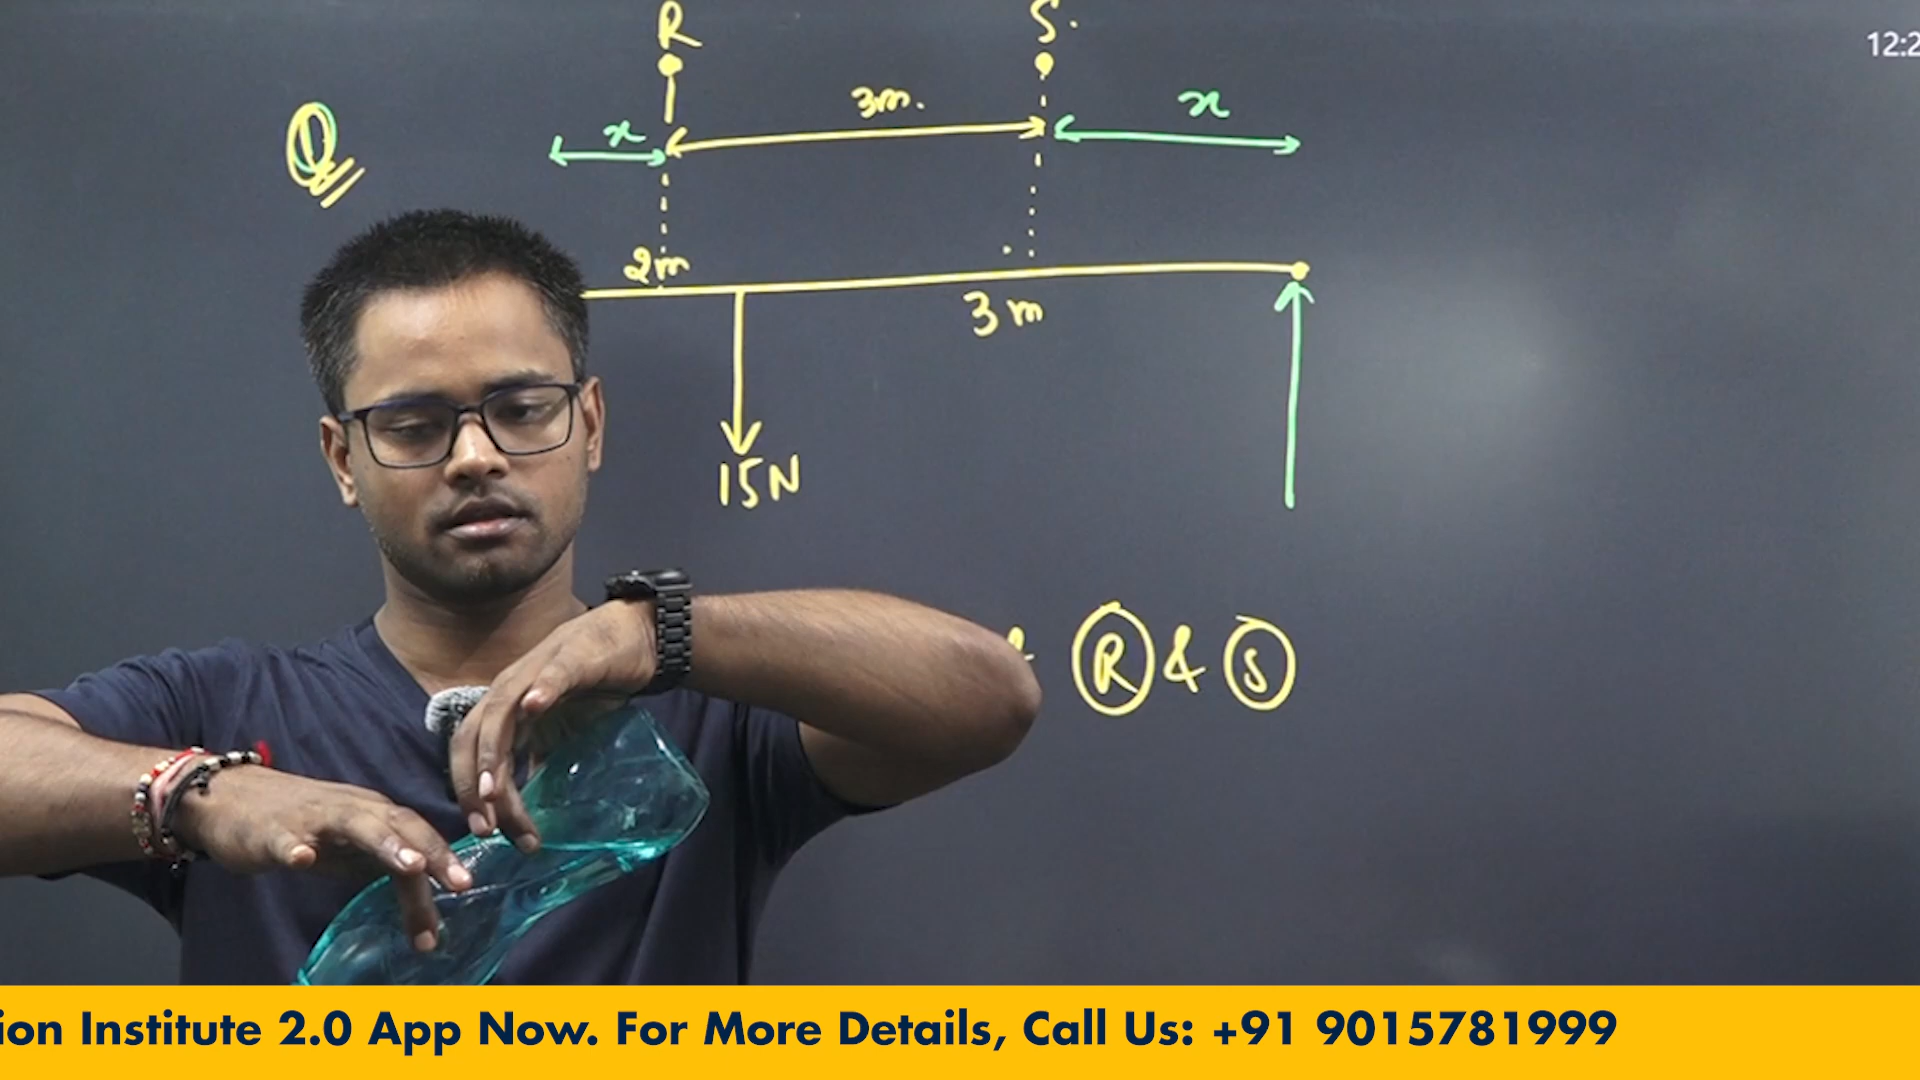 R
S.
12:2
Q
x
3m.
x
2m
3m
15N
R & S
ion Institute 2.0 App Now. For More Details, Call Us: +91 9015781999